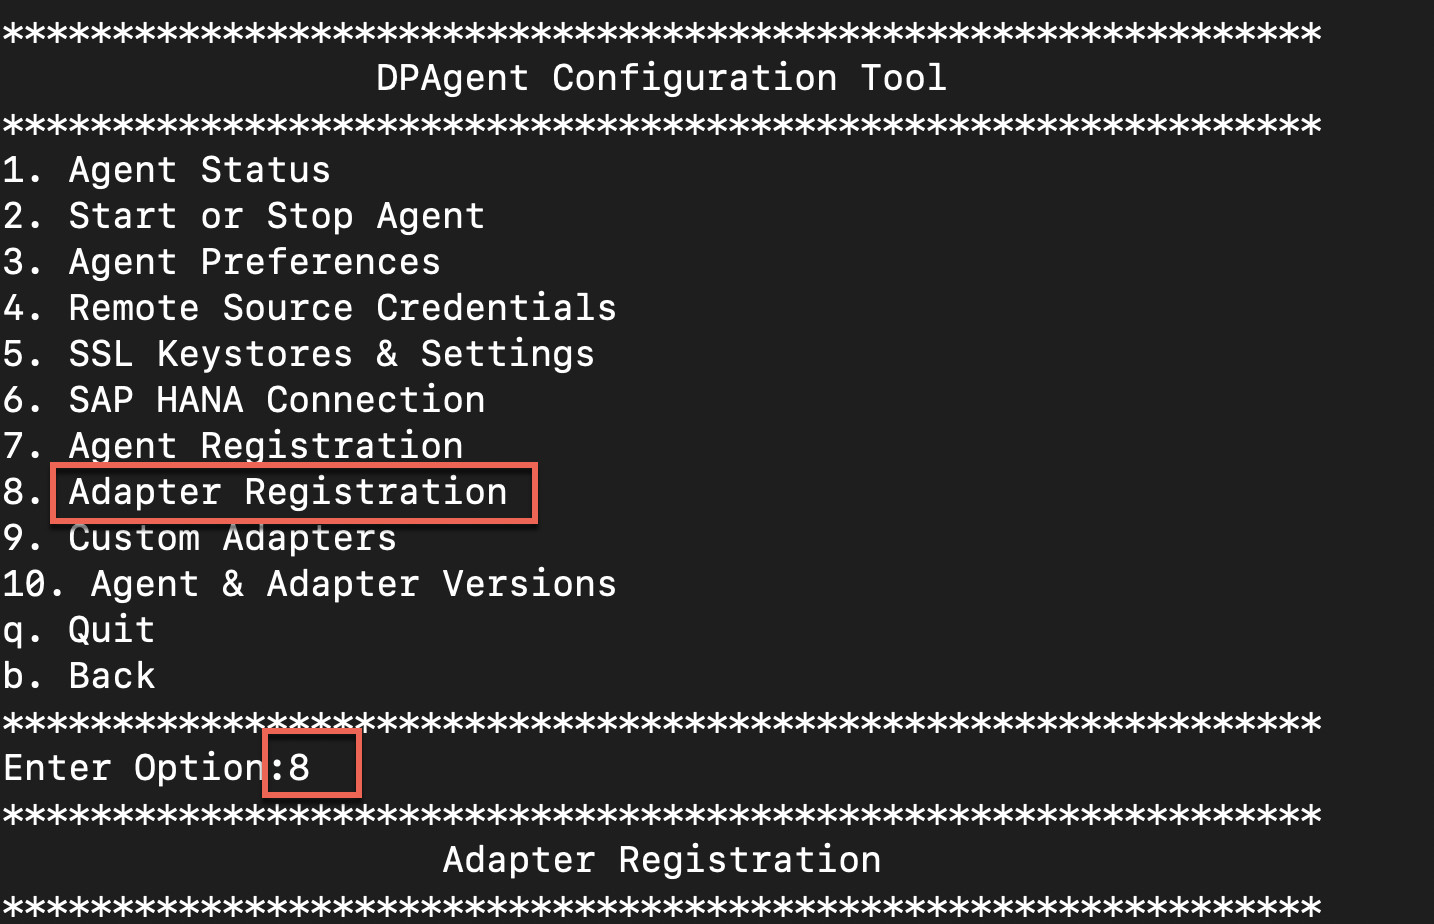 ************************************************************
DPAgent Configuration Tool
************************************************************
1. Agent Status
2. Start or Stop Agent
3. Agent Preferences
4. Remote Source Credentials
5. SSL Keystores & Settings
6. SAP HANA Connection
7. Agent Registration
8. Adapter Registration
9. Custom Adapters
10. Agent & Adapter Versions
q. Quit
b. Back
************************************************************
Enter Option:8
************************************************************
Adapter Registration
************************************************************